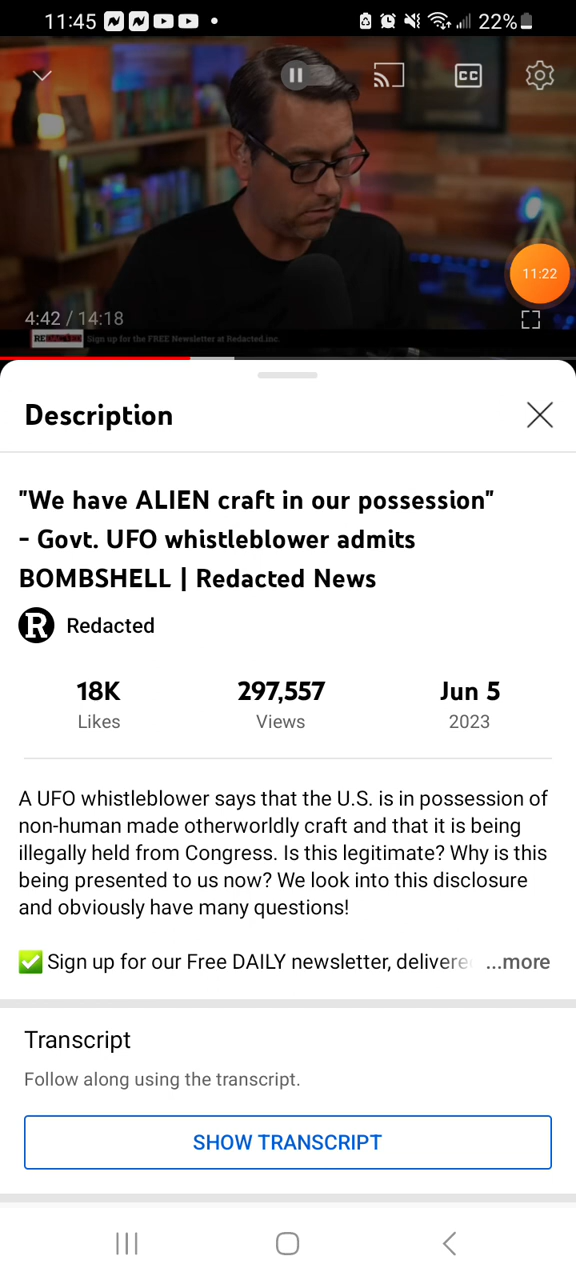 11:45
22%
CC
11:22
4:42 / 14:18
REDACTED Sign up for the FREE Newsletter at Redacted.inc
Description
"We have ALIEN craft in our possession"
- Govt. UFO whistleblower admits
BOMBSHELL | Redacted News
R Redacted
18K 297,557 Jun 5
Likes Views 2023
A UFO whistleblower says that the U.S. is in possession of
non-human made otherworldly craft and that it is being
illegally held from Congress. Is this legitimate? Why is this
being presented to us now? We look into this disclosure
and obviously have many questions!
✅ Sign up for our Free DAILY newsletter, delivere ...more
Transcript
Follow along using the transcript.
SHOW TRANSCRIPT